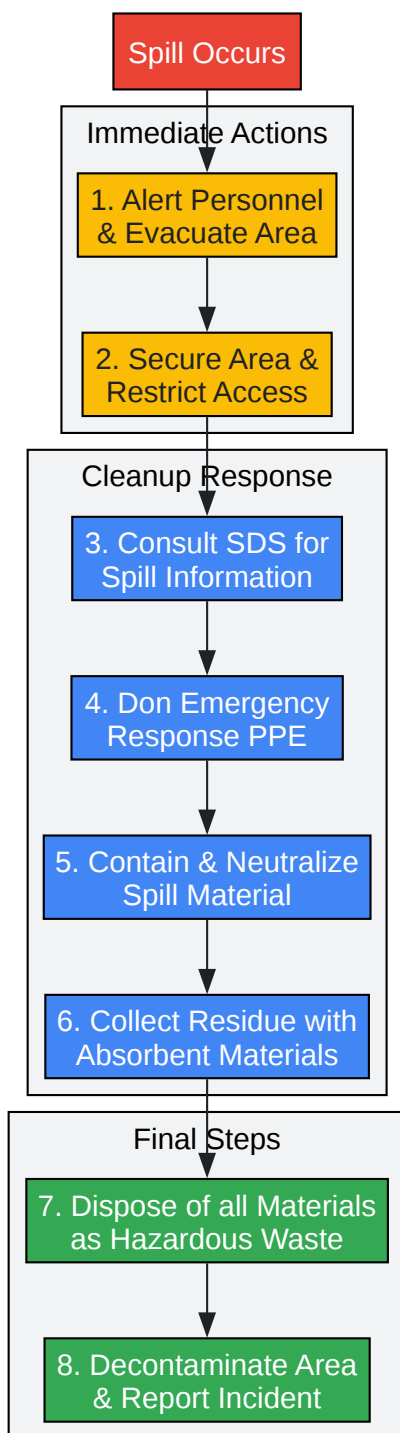 Spill Occurs
Immediate Actions
1. Alert Personnel
& Evacuate Area
2. Secure Area &
Restrict Access
Cleanup Response
3. Consult SDS for
Spill Information
4. Don Emergency
Response PPE
5. Contain & Neutralize
Spill Material
6. Collect Residue with
Absorbent Materials
Final Steps
7. Dispose of all Materials
as Hazardous Waste
8. Decontaminate Area
& Report Incident